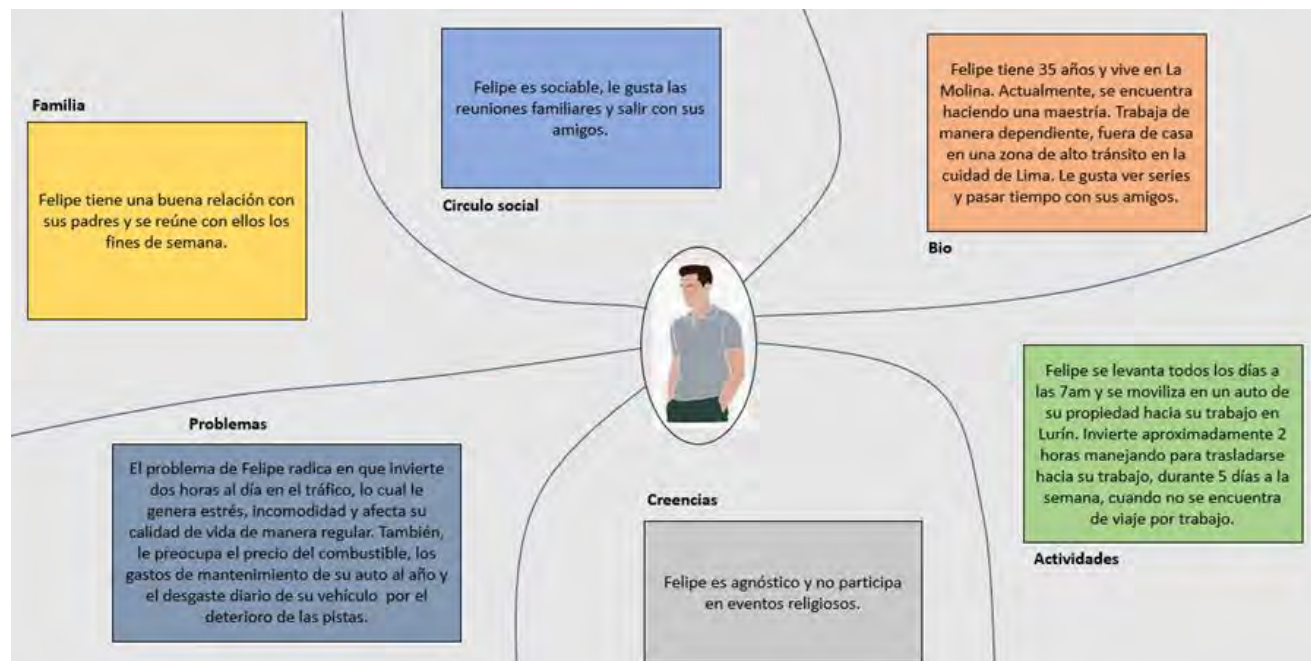 Familia
Felipe tiene una buena relación con
sus padres y se reúne con ellos los
fines de semana.
Felipe es sociable, le gusta las
reuniones familiares y salir con sus
amigos.
Circulo social
Felipe tiene 35 años y vive en La
Molina. Actualmente, se encuentra
haciendo una maestría. Trabaja de
manera dependiente, fuera de casa
en una zona de alto tránsito en la
cuidad de Lima. Le gusta ver series
y pasar tiempo con sus amigos.
Bio
Problemas
El problema de Felipe radica en que invierte
dos horas al día en el tráfico, lo cual le
genera estrés, incomodidad y afecta su
calidad de vida de manera regular. También,
le preocupa el precio del combustible, los
gastos de mantenimiento de su auto al año y
el desgaste diario de su vehículo por el
deterioro de las pistas.
Creencias
Felipe es agnóstico y no participa
en eventos religiosos.
Felipe se levanta todos los días a
las 7am y se moviliza en un auto de
su propiedad hacia su trabajo en
Lurín. Invierte aproximadamente 2
horas manejando para trasladarse
hacia su trabajo, durante 5 días a la
semana, cuando no se encuentra
de viaje por trabajo.
Actividades